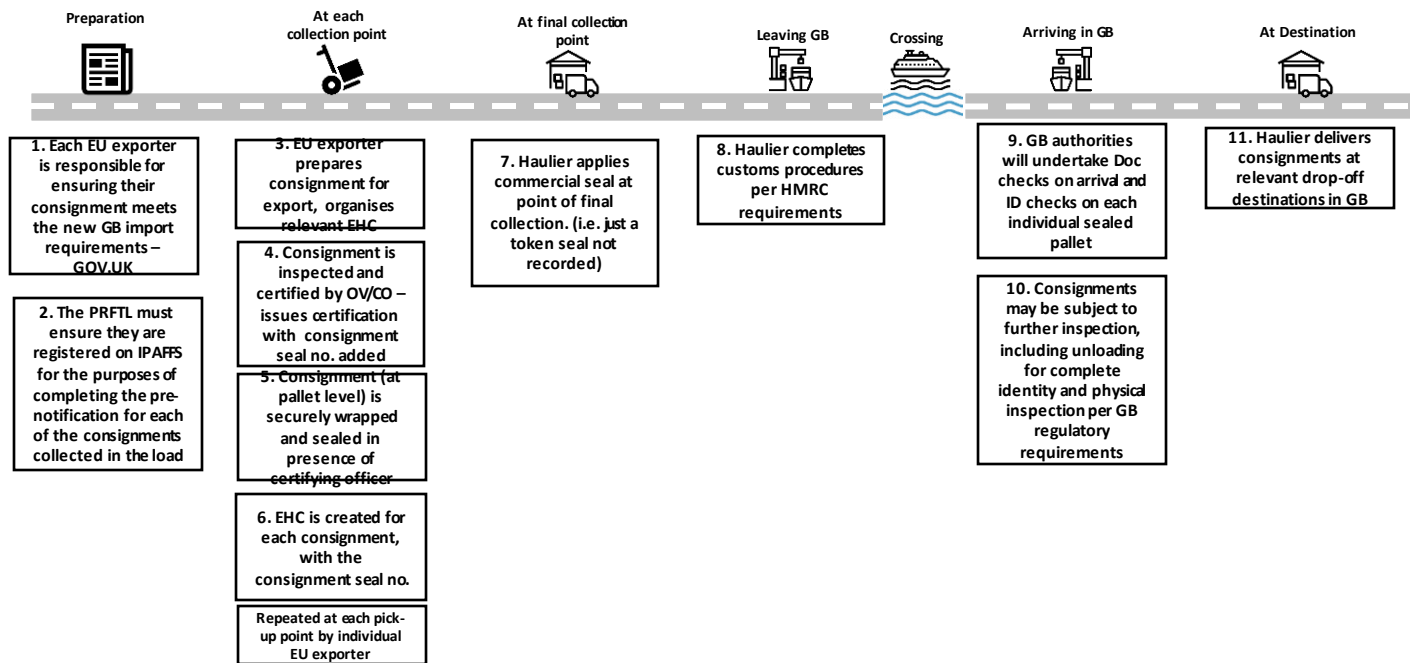 Preparation
At each
collection point
At final collection
point
Leaving GB
Crossing
Arriving in GB
At Destination
1. Each EU exporter
is responsible for
ensuring their
consignment meets
the new GB import
requirements –
GOV.UK
2. The PRFTL must
ensure they are
registered on IPAFFS
for the purposes of
completing the pre-
notification for each
of the consignments
collected in the load
3. EU exporter
prepares
consignment for
export, organises
relevant EHC
4. Consignment is
inspected and
certified by OV/CO –
issues certification
with consignment
seal no. added
5. Consignment (at
pallet level) is
securely wrapped
and sealed in
presence of
certifying officer
6. EHC is created for
each consignment,
with the
consignment seal no.
Repeated at each pick-
up point by individual
EU exporter
7. Haulier applies
commercial seal at
point of final
collection. (i.e. just a
token seal not
recorded)
8. Haulier completes
customs procedures
per HMRC
requirements
9. GB authorities
will undertake Doc
checks on arrival and
ID checks on each
individual sealed
pallet
10. Consignments
may be subject to
further inspection,
including unloading
for complete
identity and physical
inspection per GB
regulatory
requirements
11. Haulier delivers
consignments at
relevant drop-off
destinations in GB